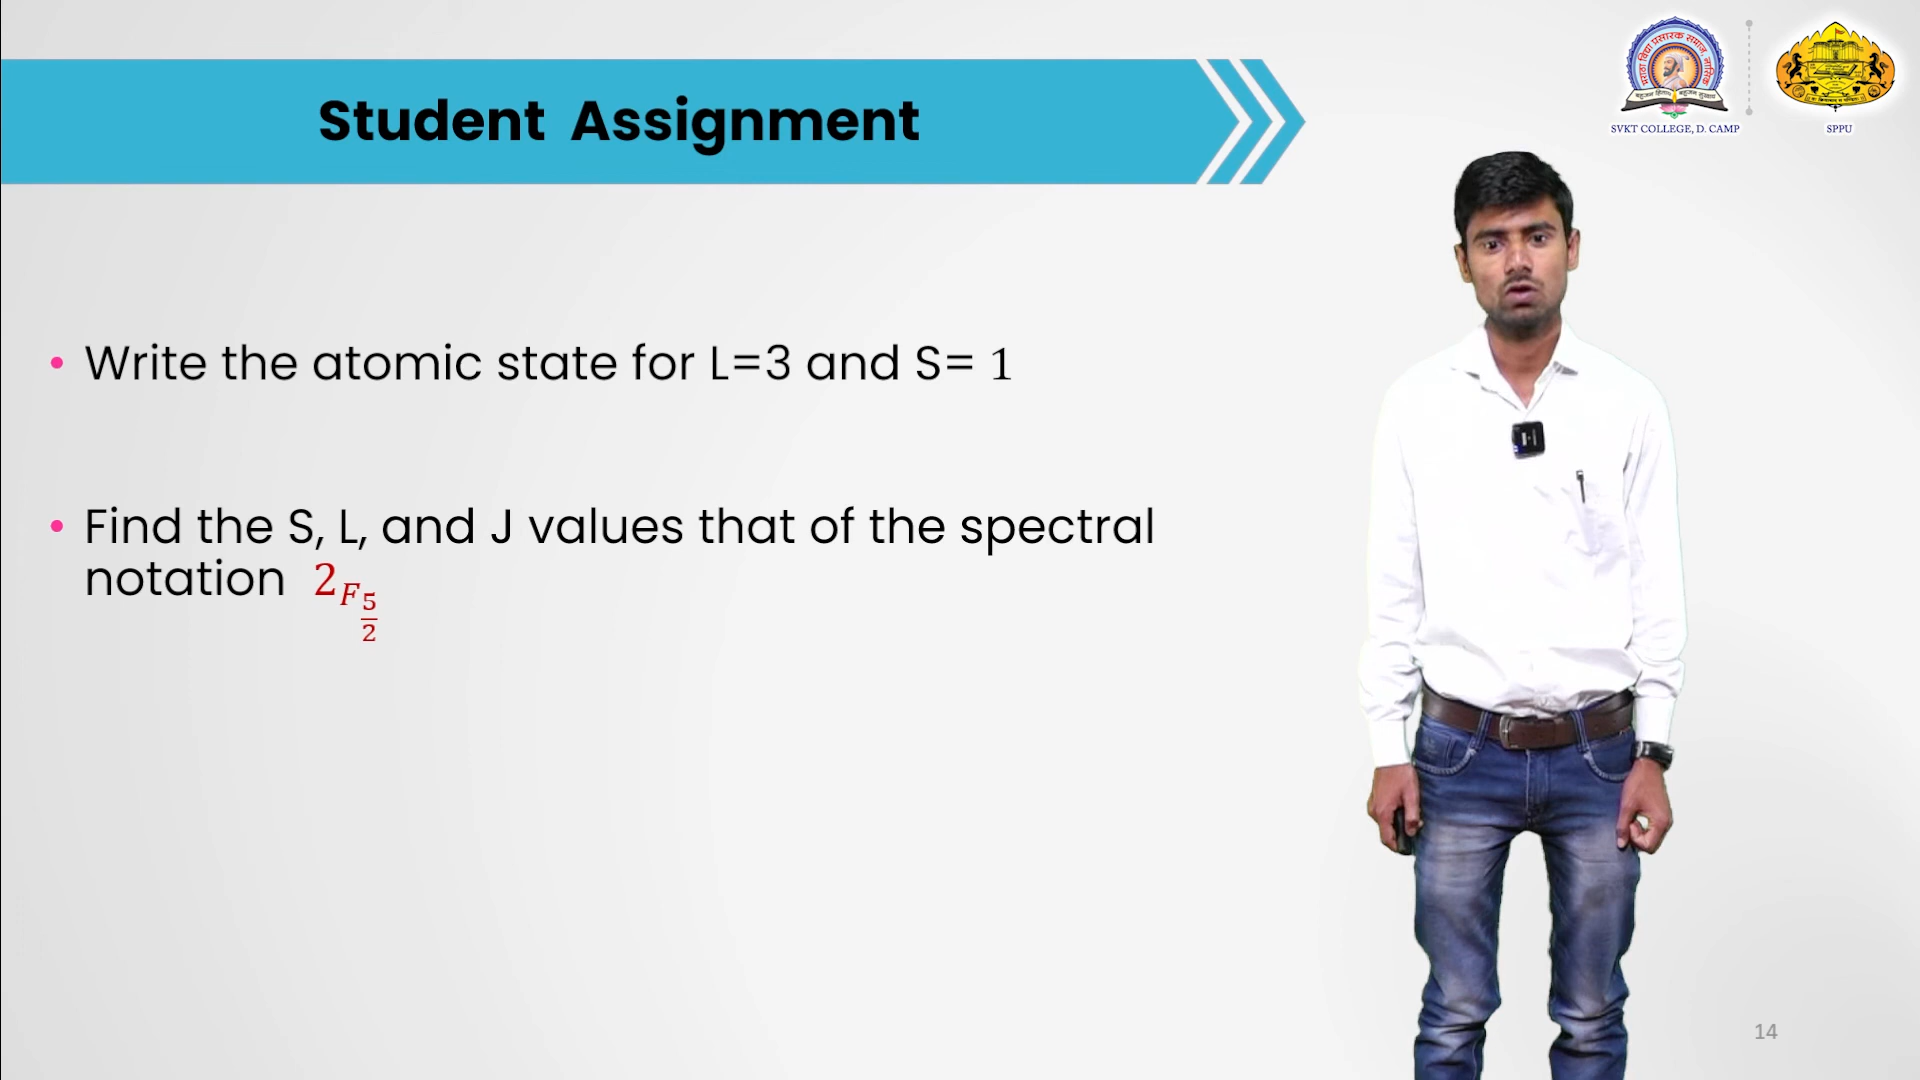 SVKT COLLEGE, D. CAMP
SPPU
Student Assignment
• Write the atomic state for L=3 and S= 1
• Find the S, L, and J values that of the spectral
notation 2F5/2
14